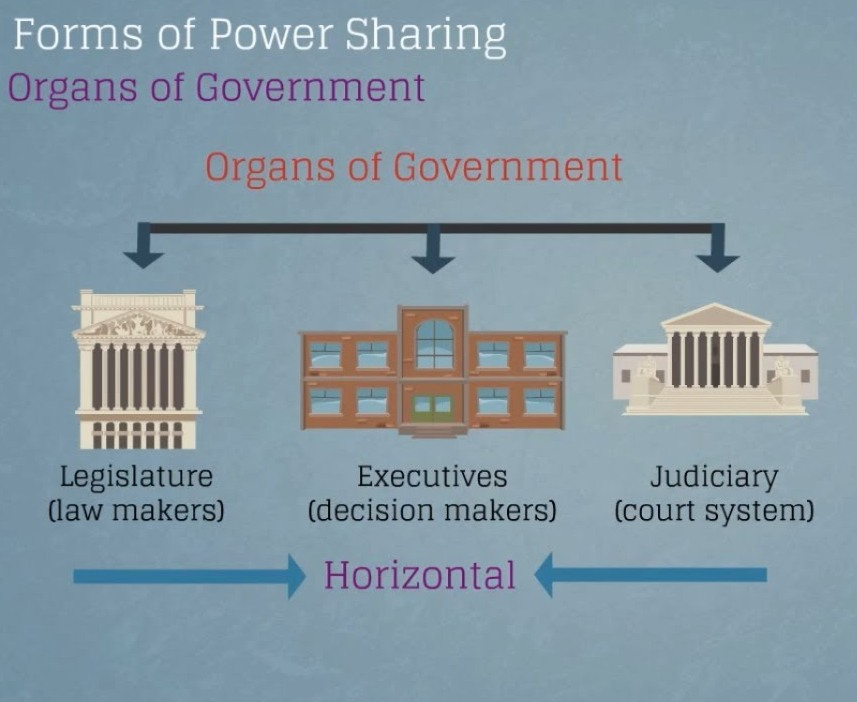 Forms of Power Sharing
Organs of Government
Organs of Government
Legislature
(law makers)
Executives
(decision makers)
Judiciary
(court system)
Horizontal